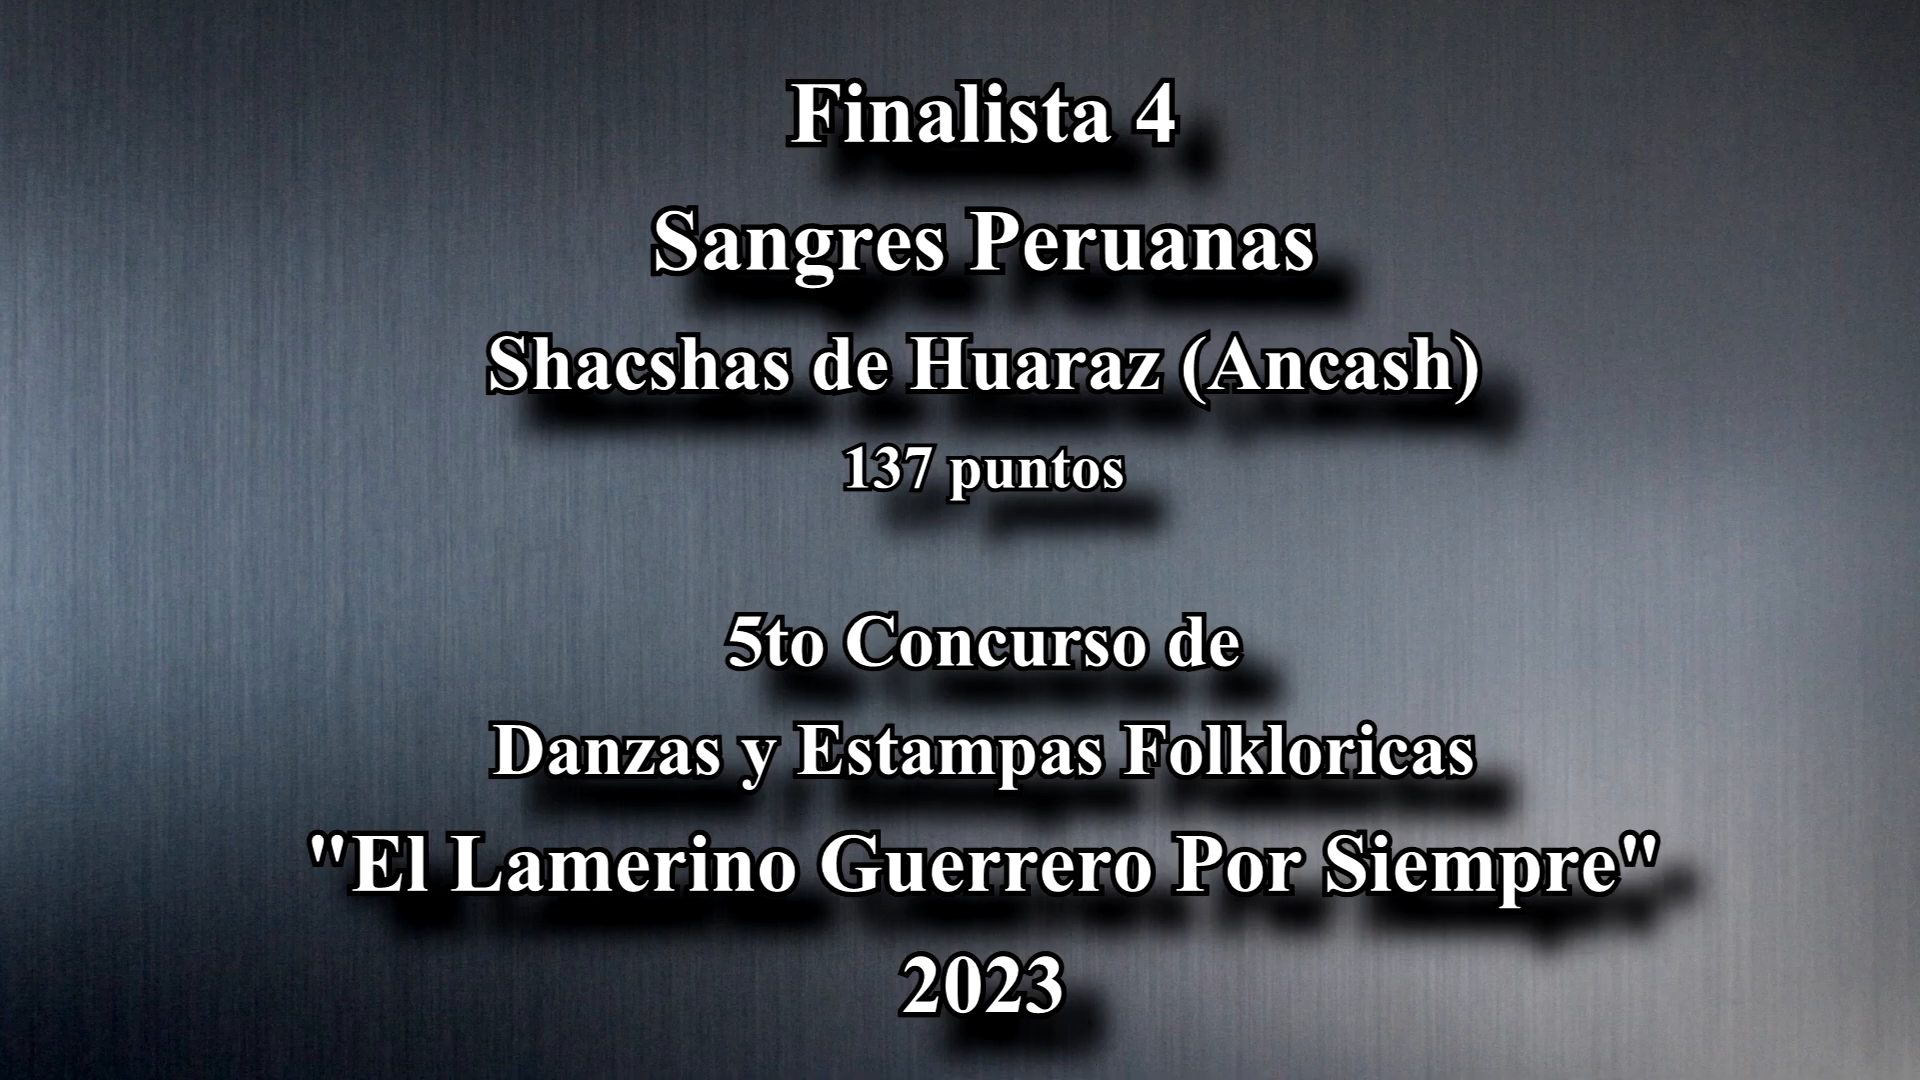 Finalista 4
Sangres Peruanas
Shacshas de Huaraz (Ancash)
137 puntos
5to Concurso de
Danzas y Estampas Folkloricas
"El Lamerino Guerrero Por Siempre"
2023